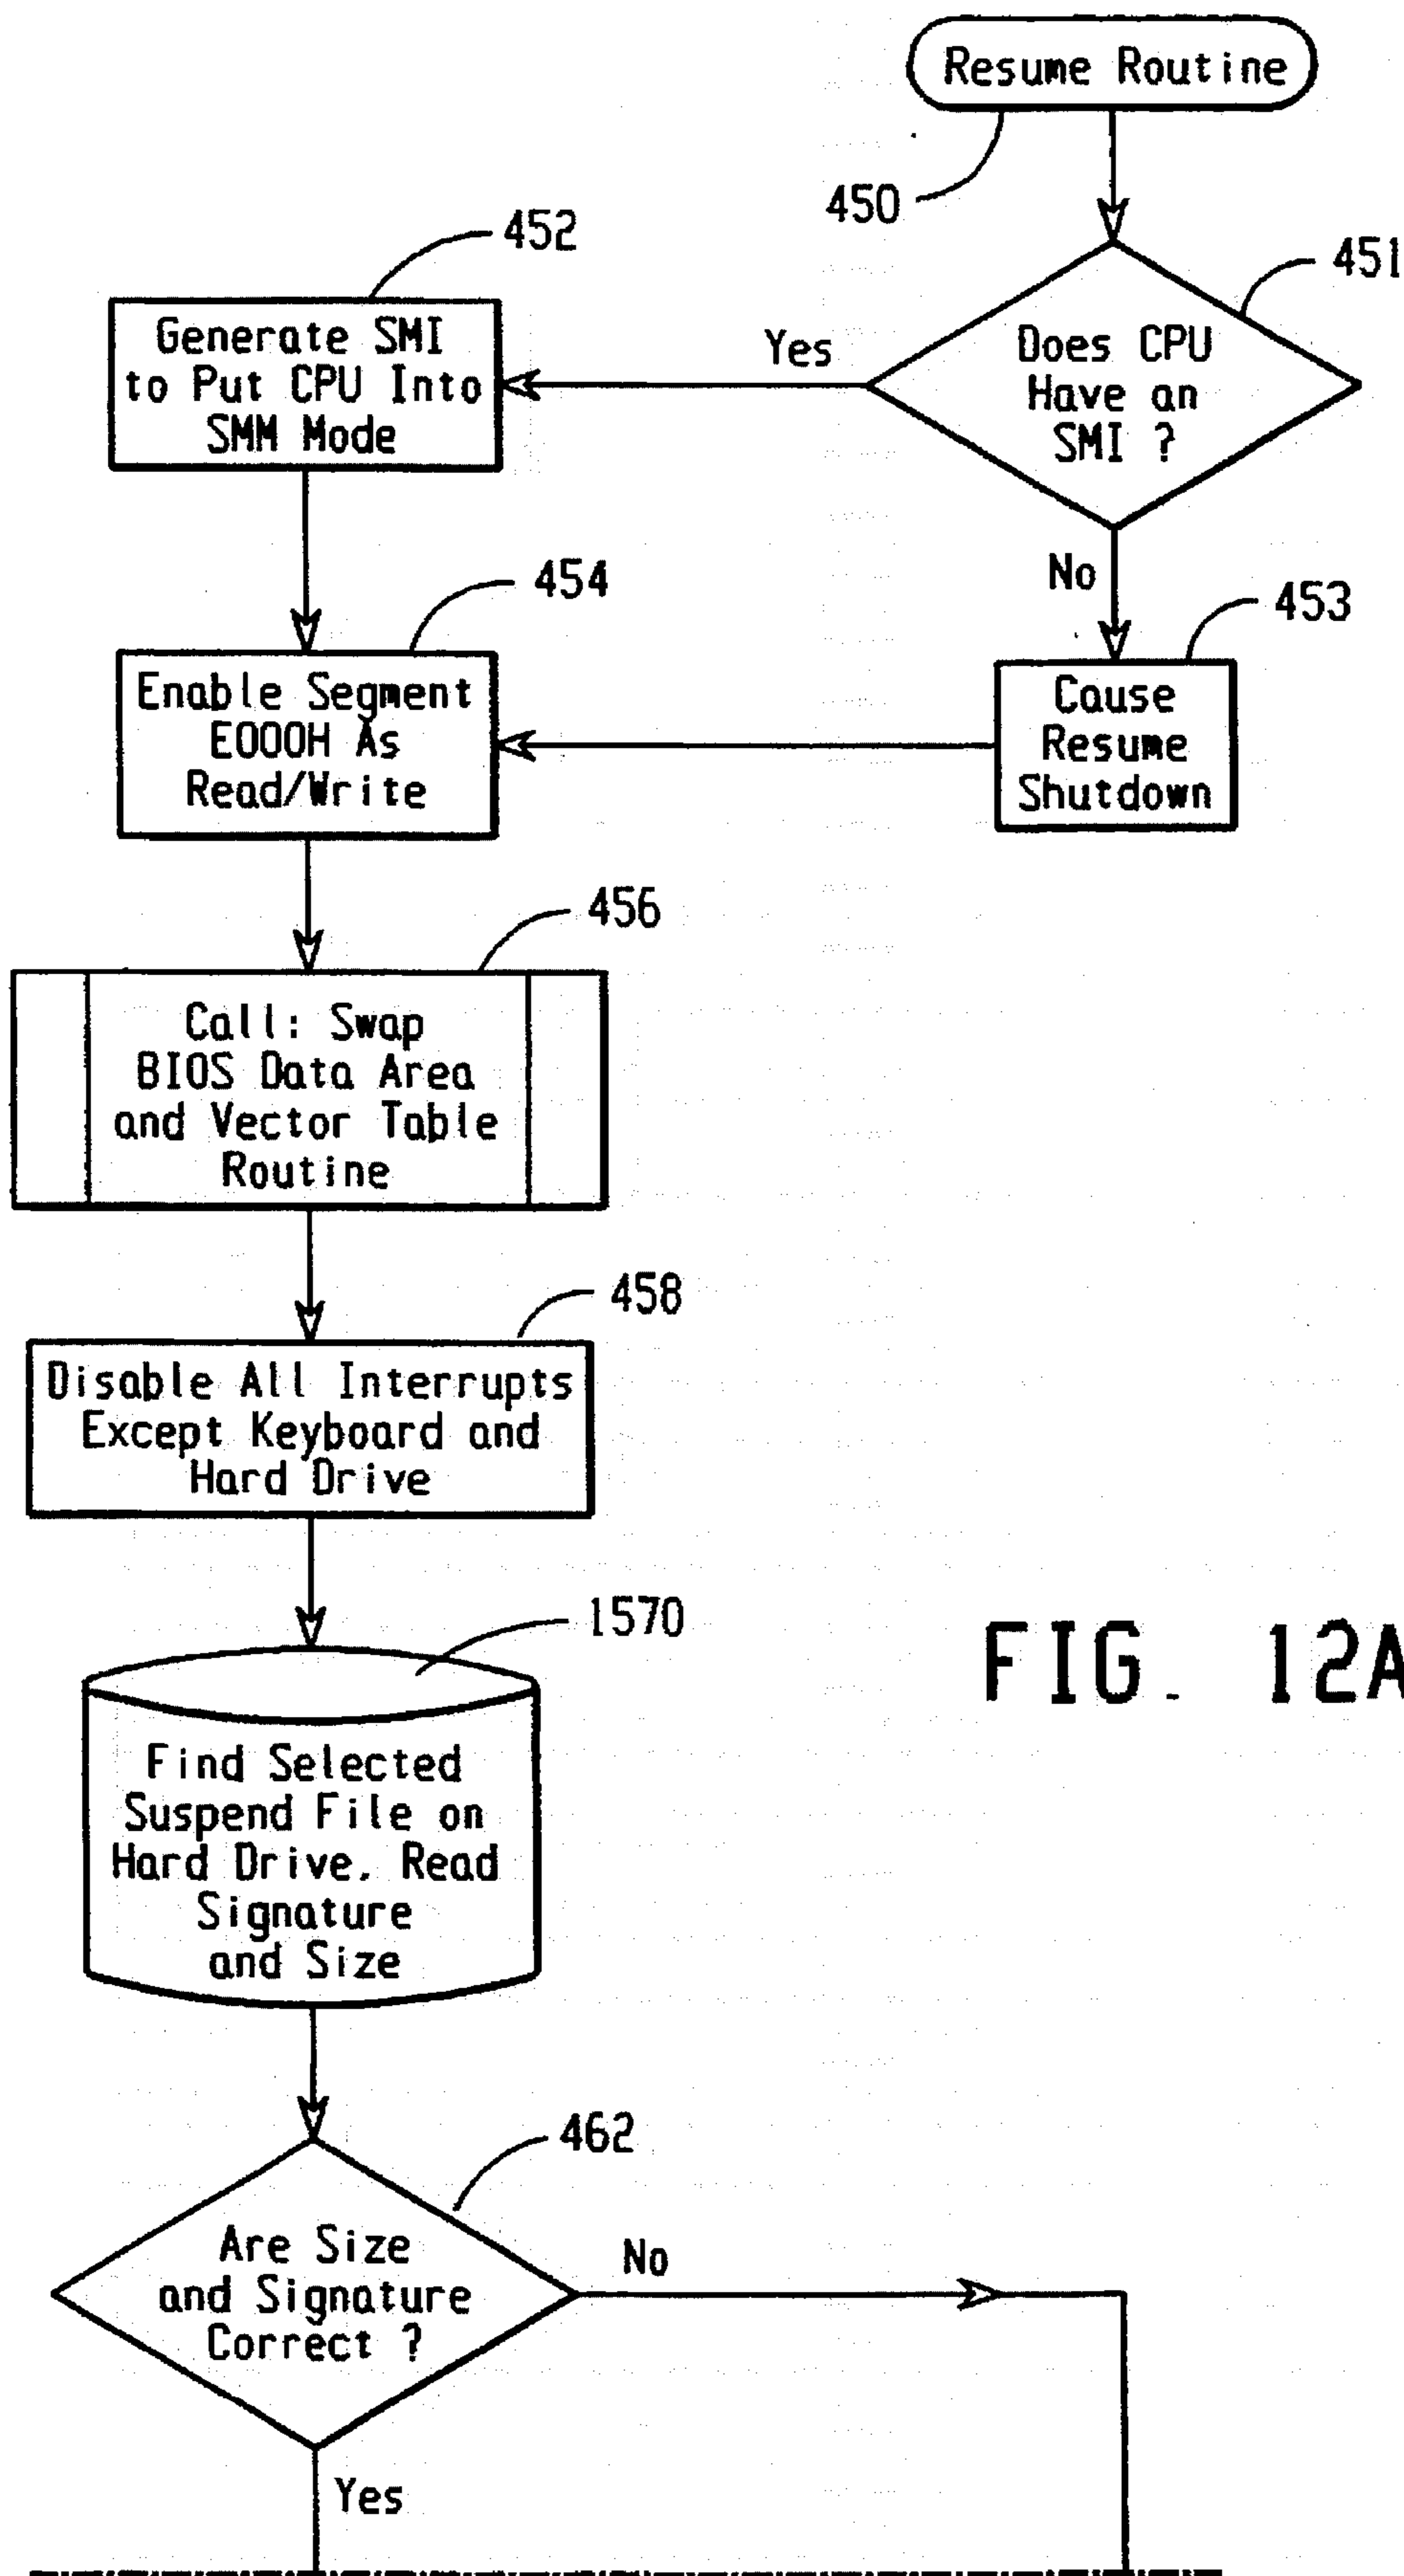 Resume Routine
450
451
Does CPU
Have an
SMI ?
Yes
No
452
Generate SMI
to Put CPU Into
SMM Mode
453
Cause
Resume
Shutdown
454
Enable Segment
E000H As
Read/Write
456
Call: Swap
BIOS Data Area
and Vector Table
Routine
458
Disable All Interrupts
Except Keyboard and
Hard Drive
1570
Find Selected
Suspend File on
Hard Drive. Read
Signature
and Size
FIG. 12A
462
Are Size
and Signature
Correct ?
No
Yes